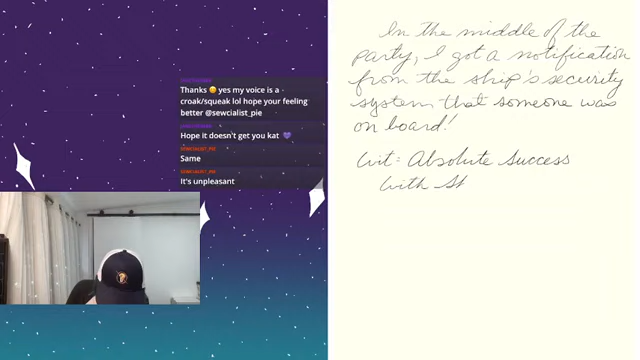 Thanks 😀 yes my voice is a
croak/squeak lol hope your feeling
better @sewcialist_pie
Hope it doesn't get you kat 💜
SEWCIALIST_PIE
Same
SEWCIALIST_PIE
It's unpleasant
In the middle of the
party, I got a notification
from the ship's security
system that someone was
on board!
Wit: Absolute Success
with St